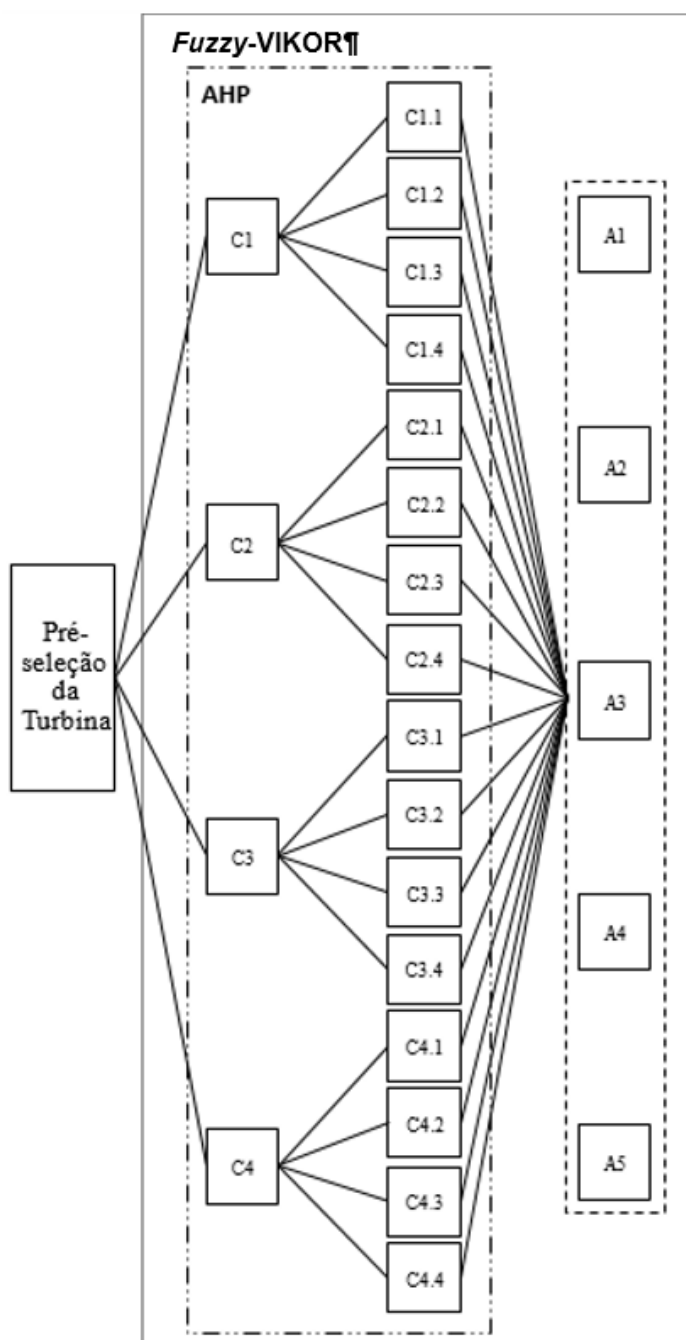 Fuzzy-VIKOR¶
AHP
C1.1
C1.2
C1
C1.3
C1.4
C2.1
C2.2
C2
C2.3
C2.4
Pré-
seleção
da
Turbina
C3.1
C3.2
C3
C3.3
C3.4
C4.1
C4.2
C4
C4.3
C4.4
A1
A2
A3
A4
A5